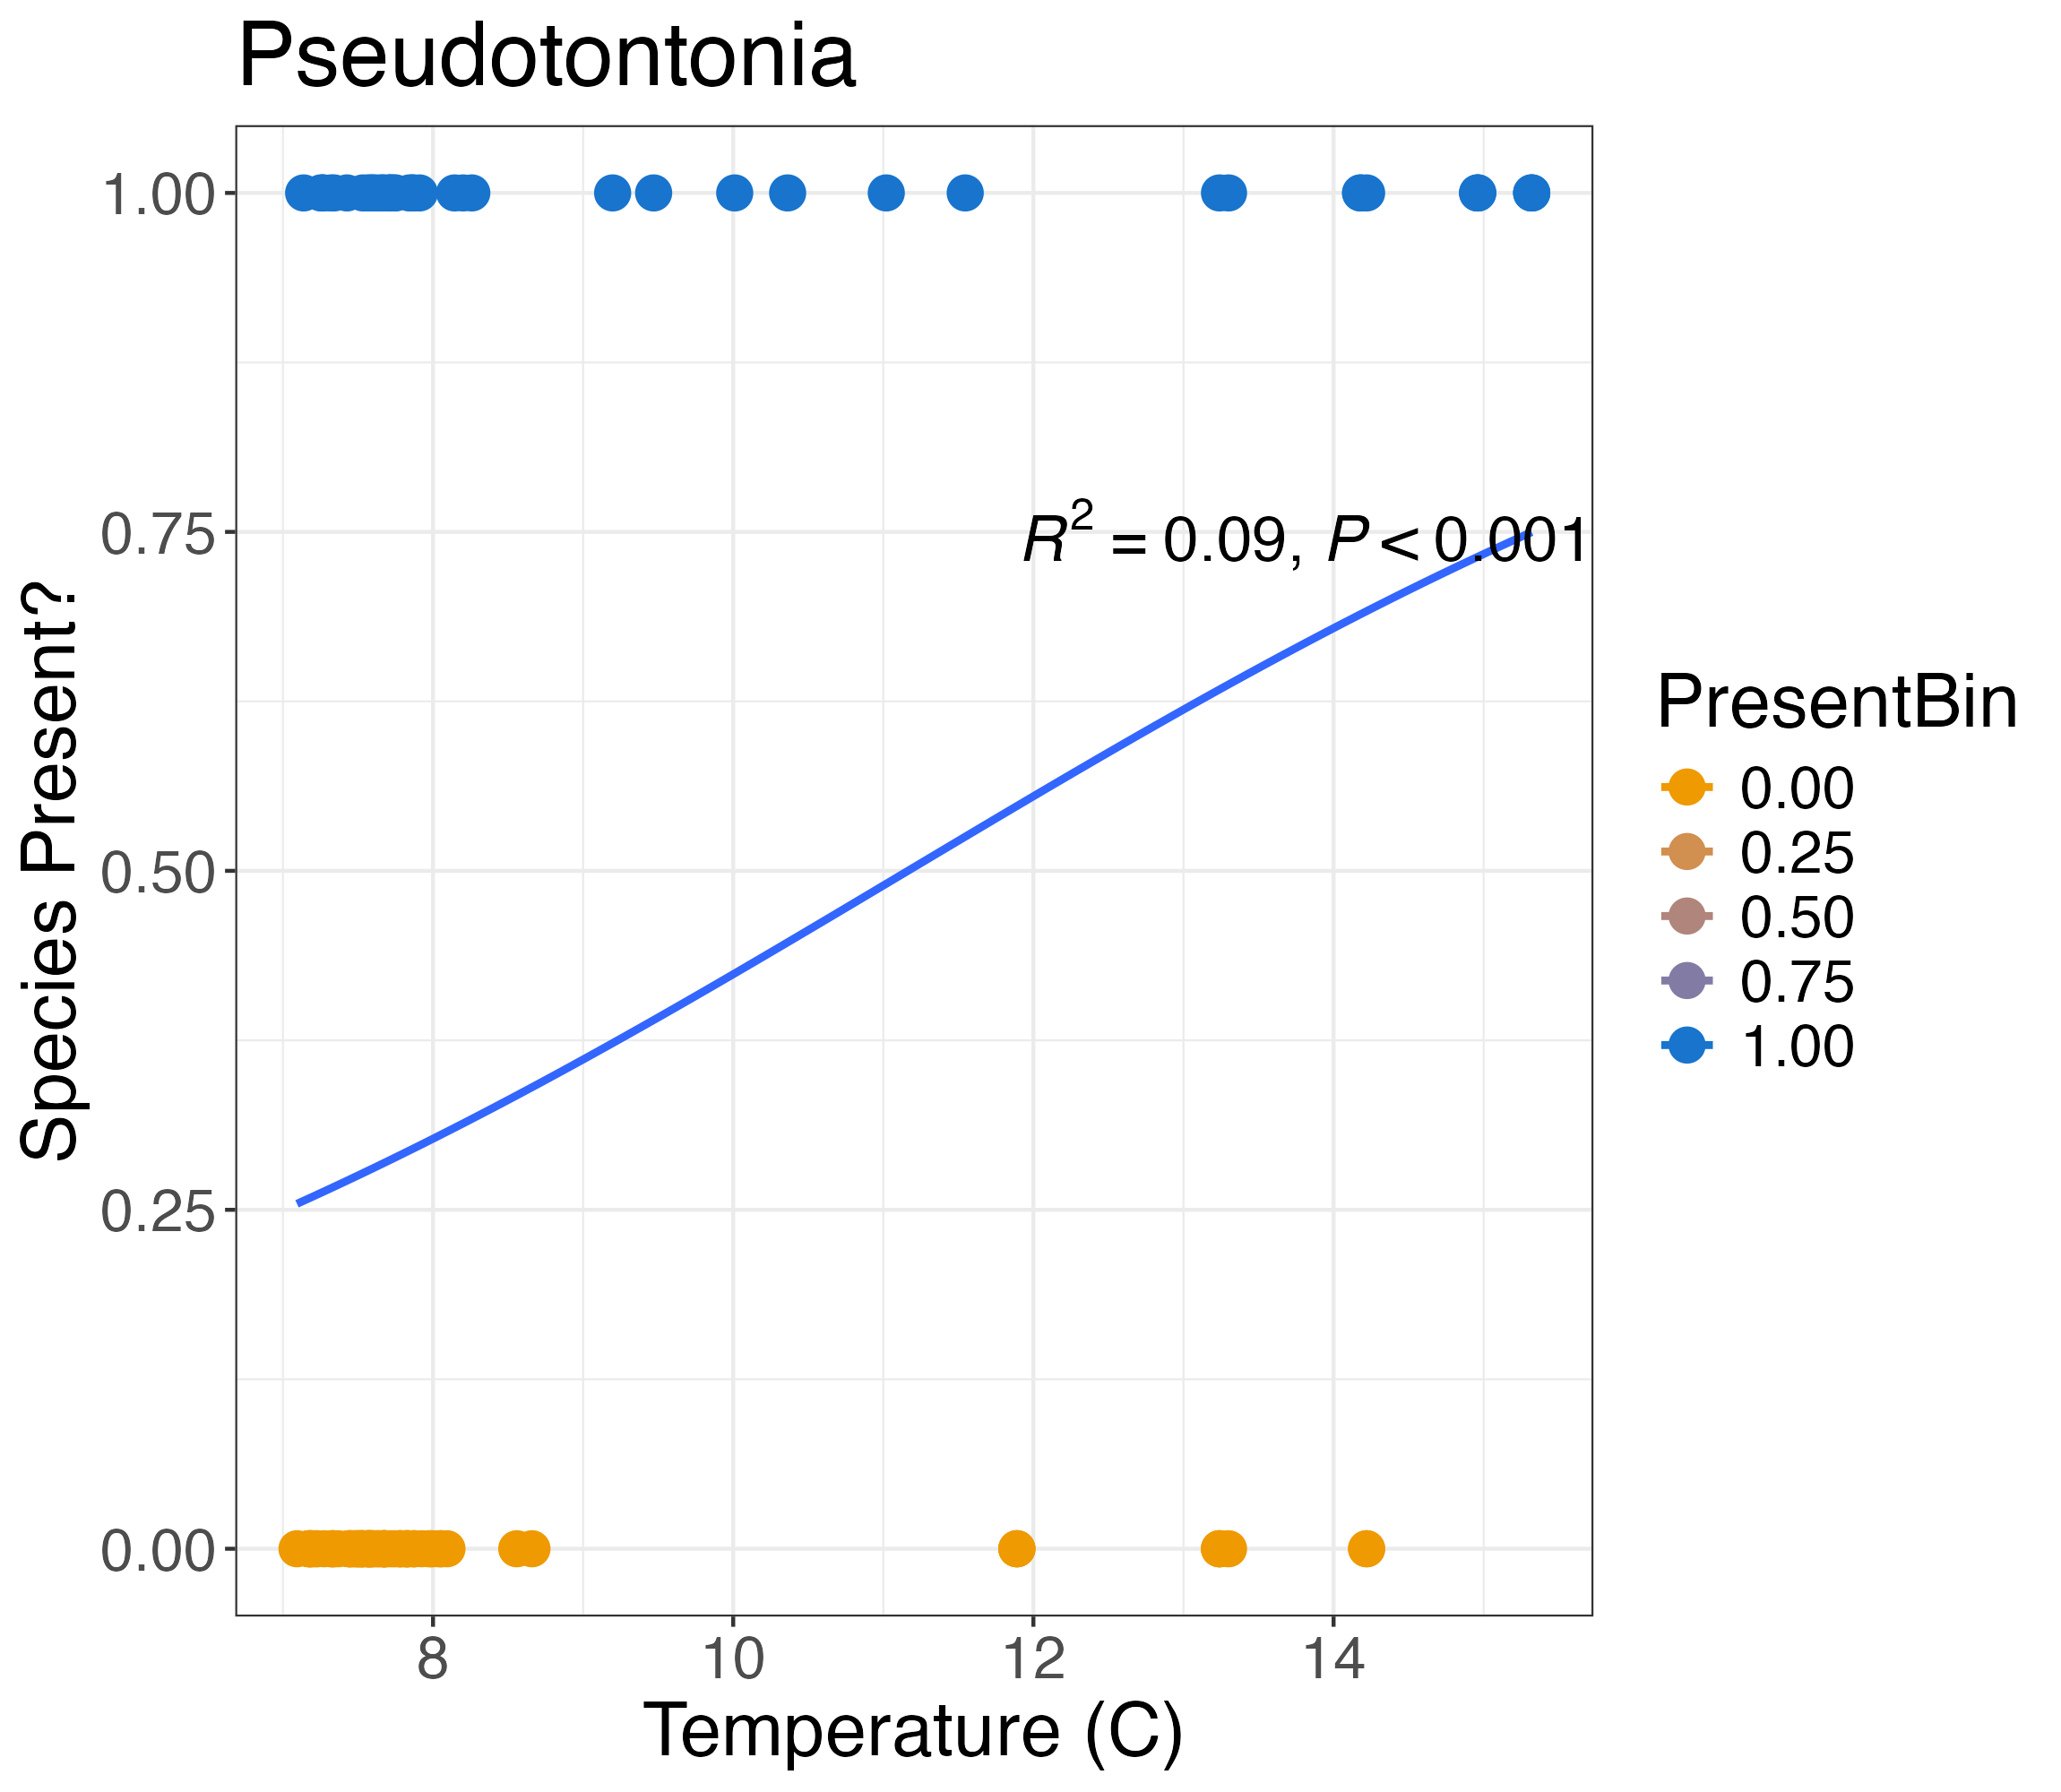 Pseudotontonia
1.00
0.75
0.50
0.25
0.00
Species Present?
R² = 0.09, P < 0.001
8 10 12 14
Temperature (C)
PresentBin
0.00
0.25
0.50
0.75
1.00